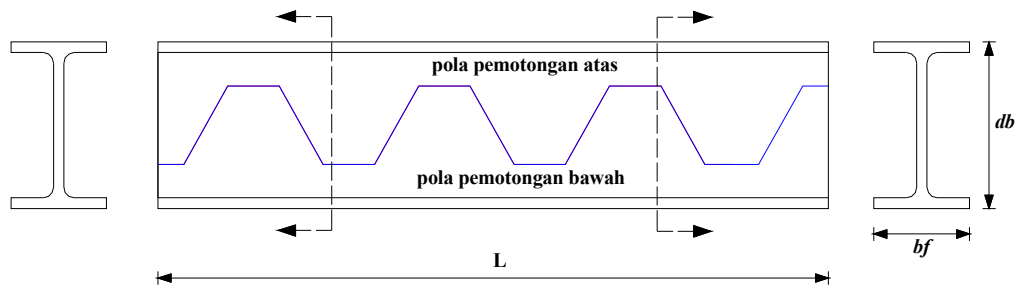 pola pemotongan atas
db
pola pemotongan bawah
bf
L